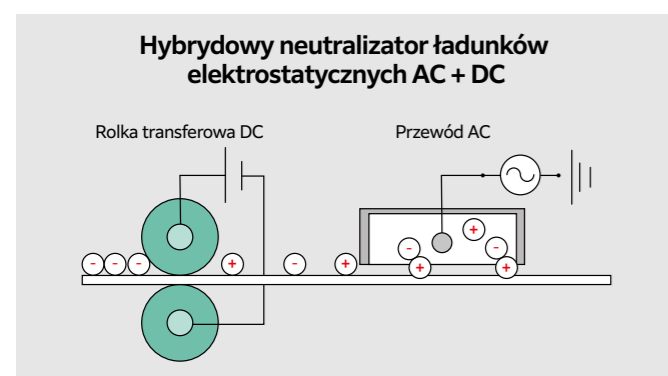 Hybrydowy neutralizator ładunków
elektrostatycznych AC + DC
Rolka transferowa DC
Przewód AC
- - - + - + - + + - +